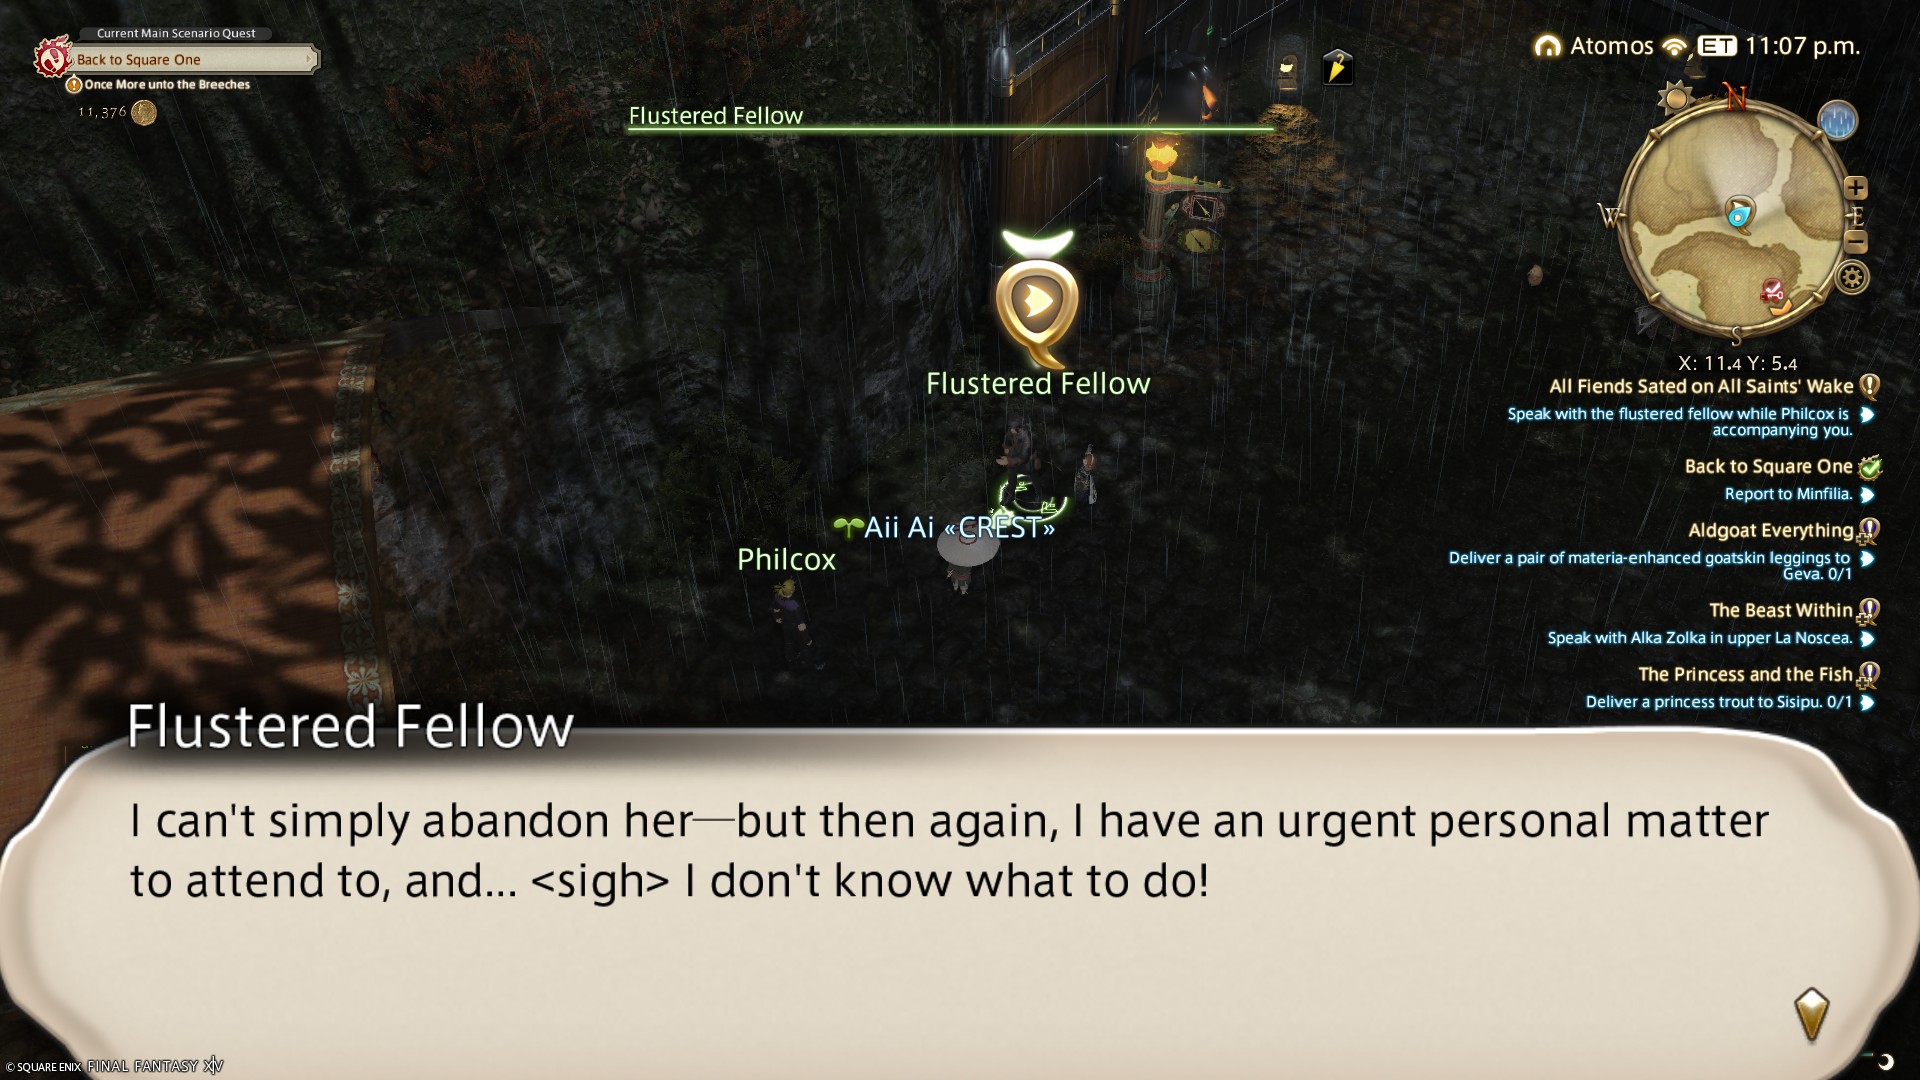 Current Main Scenario Quest
Back to Square One
Once More unto the Breeches
11,376
Flustered Fellow
Atomos ET 11:07 p.m.
N
W
E
S
X: 11.4 Y: 5.4
Flustered Fellow
Aii Ai «CREST»
Philcox
All Fiends Sated on All Saints' Wake
Speak with the flustered fellow while Philcox is
accompanying you.
Back to Square One
Report to Minfilia.
Aldgoat Everything
Deliver a pair of materia-enhanced goatskin leggings to
Geva. 0/1
The Beast Within
Speak with Alka Zolka in upper La Noscea.
The Princess and the Fish
Deliver a princess trout to Sisipu. 0/1
Flustered Fellow
I can't simply abandon her—but then again, I have an urgent personal matter
to attend to, and... <sigh> I don't know what to do!
© SQUARE ENIX FINAL FANTASY XIV